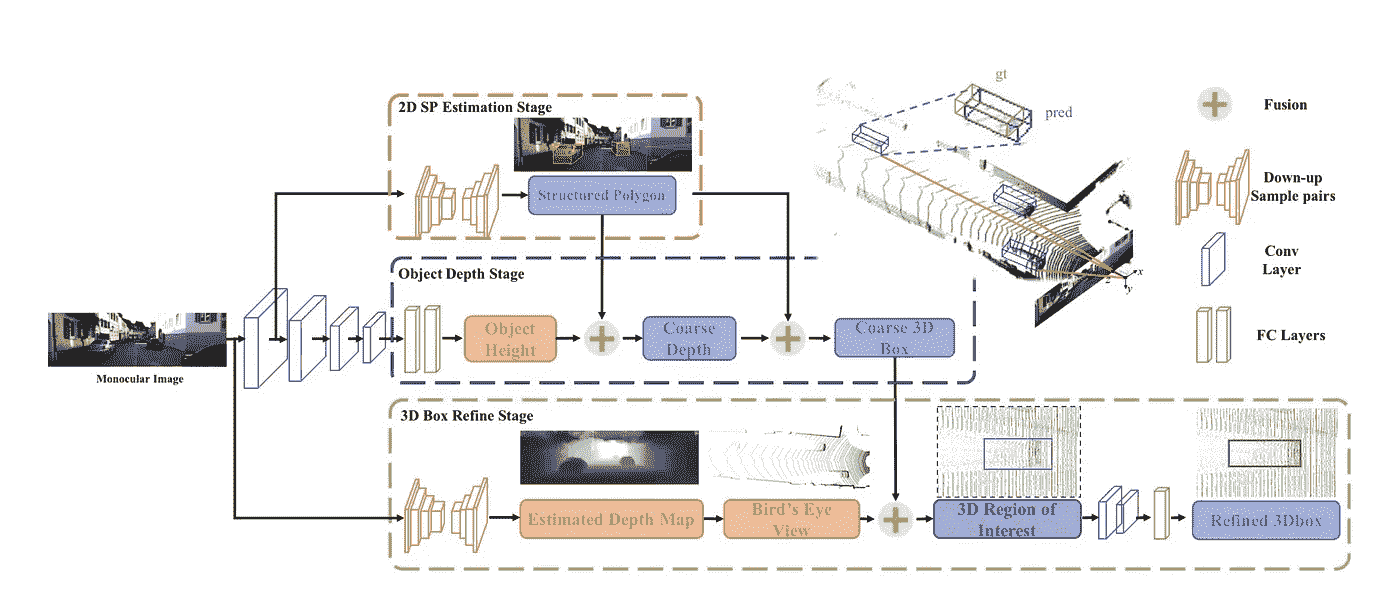 2D SP Estimation Stage
Structured Polygon
Object Depth Stage
Object
Height
Coarse
Depth
Coarse 3D
Box
Monocular Image
3D Box Refine Stage
Estimated Depth Map
Bird's Eye
View
3D Region of
Interest
Refined 3Dbox
gt
pred
x
z
y
Fusion
Down-up
Sample pairs
Conv
Layer
FC Layers